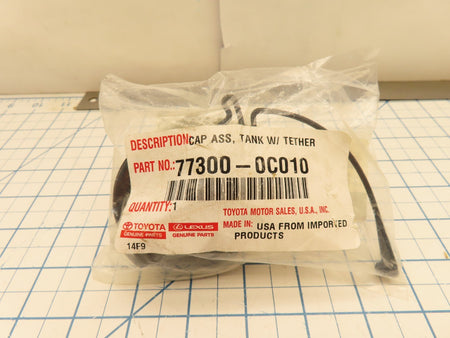 DESCRIPTION: CAP ASS, TANK W/ TETHER
PART NO.: 77300-0C010
QUANTITY: 1
TOYOTA MOTOR SALES, U.S.A., INC.
TOYOTA GENUINE PARTS LEXUS GENUINE PARTS MADE IN: USA FROM IMPORTED
PRODUCTS
14F9